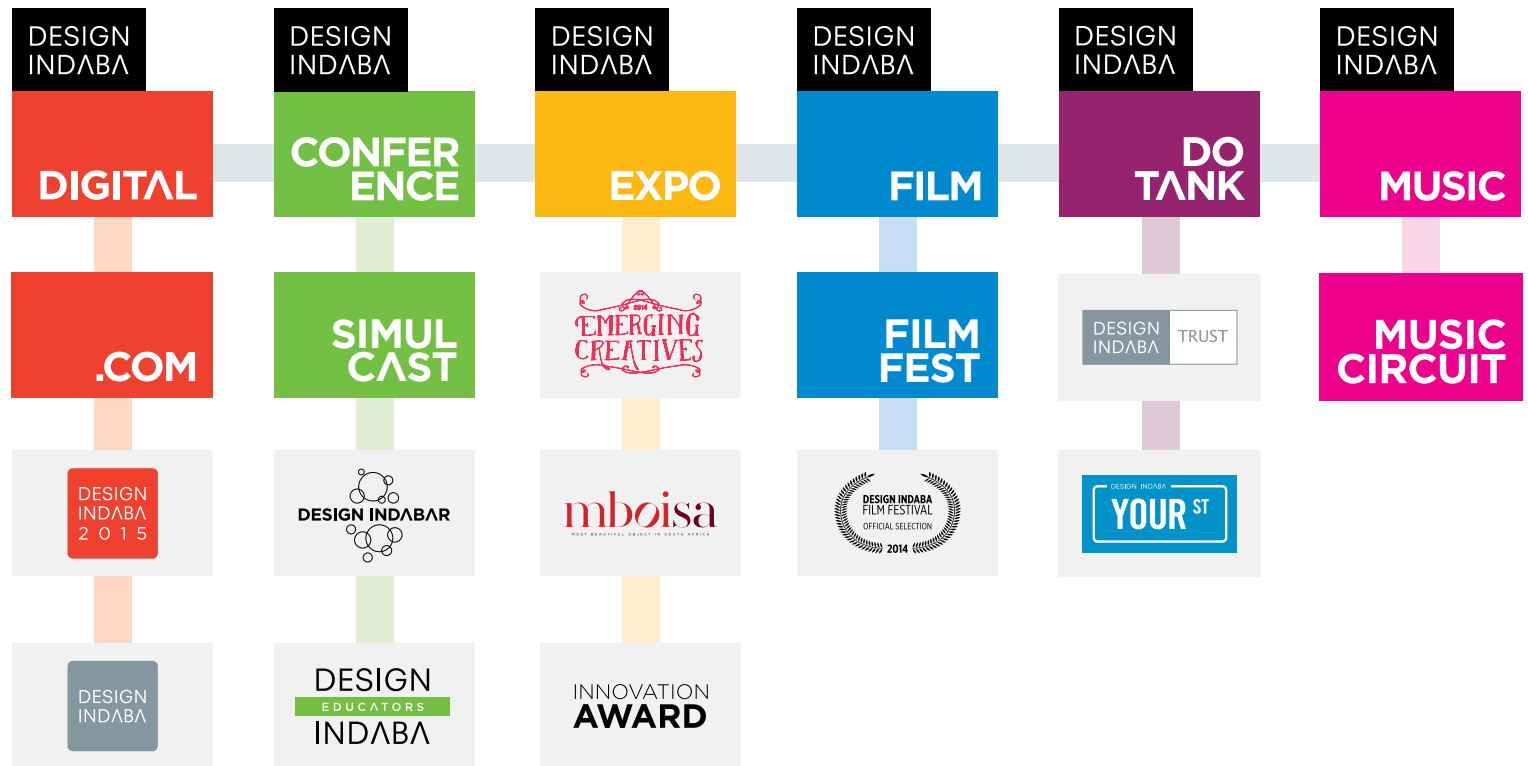 DESIGN
INDABA
DIGITAL
DESIGN
INDABA
CONFER
ENCE
DESIGN
INDABA
EXPO
DESIGN
INDABA
FILM
DESIGN
INDABA
DO
TANK
DESIGN
INDABA
MUSIC
.COM
SIMUL
CAST
2014
EMERGING
CREATIVES
FILM
FEST
DESIGN
INDABA
TRUST
MUSIC
CIRCUIT
DESIGN
INDABA
2015
DESIGN INDABAR
mboisa
MOST BEAUTIFUL OBJECT IN SOUTH AFRICA
DESIGN INDABA
FILM FESTIVAL
OFFICIAL SELECTION
2014
DESIGN INDABA
YOUR ST
DESIGN
INDABA
DESIGN
EDUCATORS
INDABA
INNOVATION
AWARD